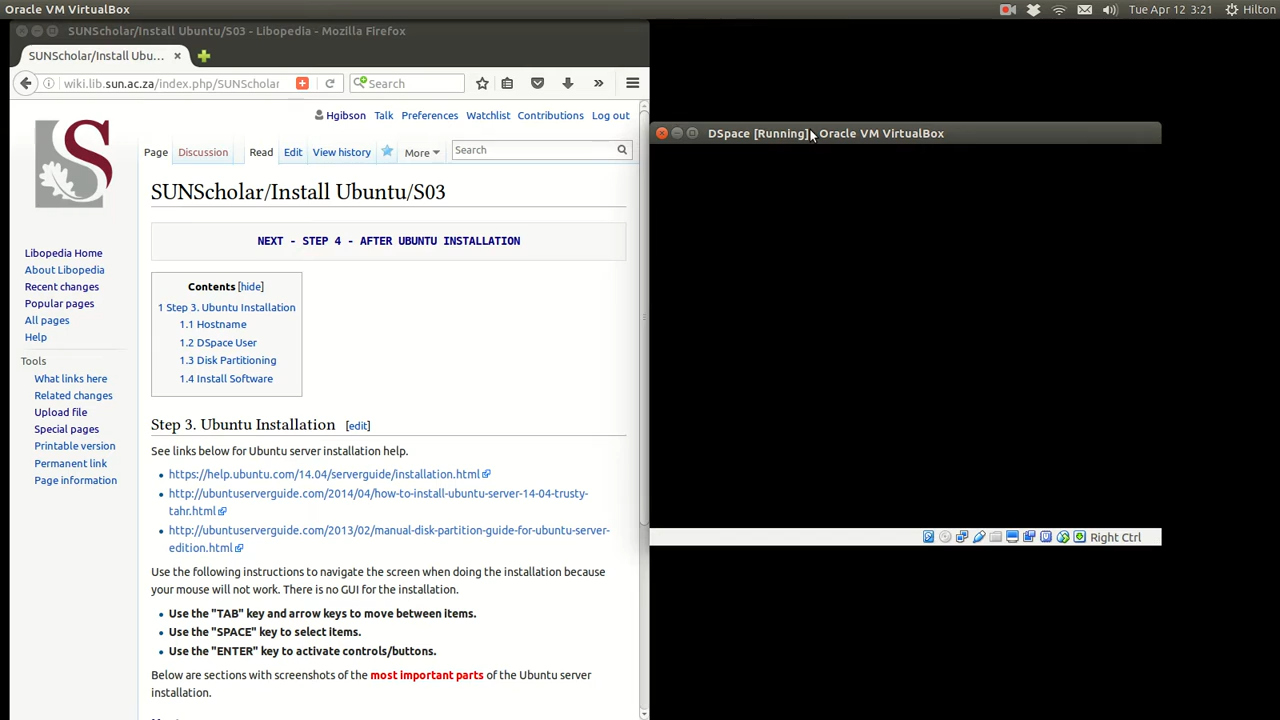 Oracle VM VirtualBox
Tue Apr 12 3:21
Hilton
SUNScholar/Install Ubuntu/S03 - Libopedia - Mozilla Firefox
SUNScholar/Install Ubu...
wiki.lib.sun.ac.za/index.php/SUNScholar
Search
Hgibson Talk Preferences Watchlist Contributions Log out
Page Discussion Read Edit View history More Search
S
SUNScholar/Install Ubuntu/S03
NEXT - STEP 4 - AFTER UBUNTU INSTALLATION
Libopedia Home
About Libopedia
Recent changes
Popular pages
All pages
Help
Tools
What links here
Related changes
Upload file
Special pages
Printable version
Permanent link
Page information
Contents [hide]
1 Step 3. Ubuntu Installation
1.1 Hostname
1.2 DSpace User
1.3 Disk Partitioning
1.4 Install Software
Step 3. Ubuntu Installation [edit]
See links below for Ubuntu server installation help.
https://help.ubuntu.com/14.04/serverguide/installation.html
http://ubuntuserverguide.com/2014/04/how-to-install-ubuntu-server-14-04-trusty-
tahr.html
http://ubuntuserverguide.com/2013/02/manual-disk-partition-guide-for-ubuntu-server-
edition.html
Use the following instructions to navigate the screen when doing the installation because
your mouse will not work. There is no GUI for the installation.
Use the "TAB" key and arrow keys to move between items.
Use the "SPACE" key to select items.
Use the "ENTER" key to activate controls/buttons.
Below are sections with screenshots of the most important parts of the Ubuntu server
installation.
DSpace [Running] - Oracle VM VirtualBox
Right Ctrl